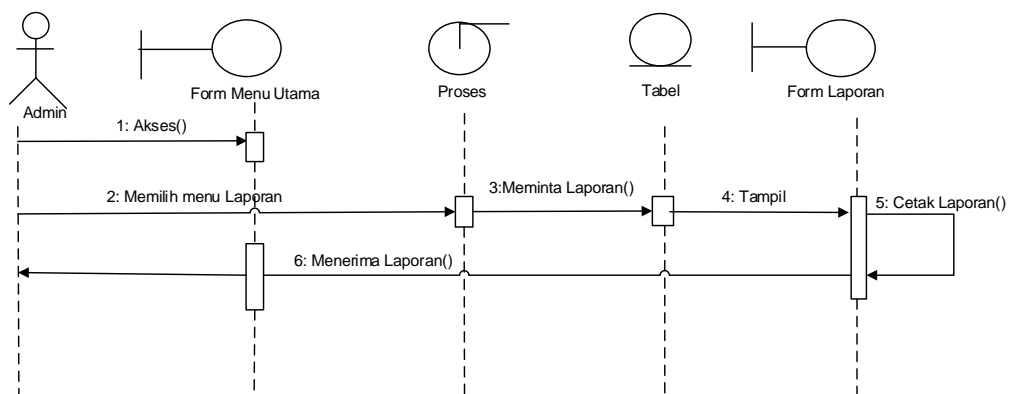 Admin
Form Menu Utama
Proses
Tabel
Form Laporan
1: Akses()
2: Memilih menu Laporan
3:Meminta Laporan()
4: Tampil
5: Cetak Laporan()
6: Menerima Laporan()